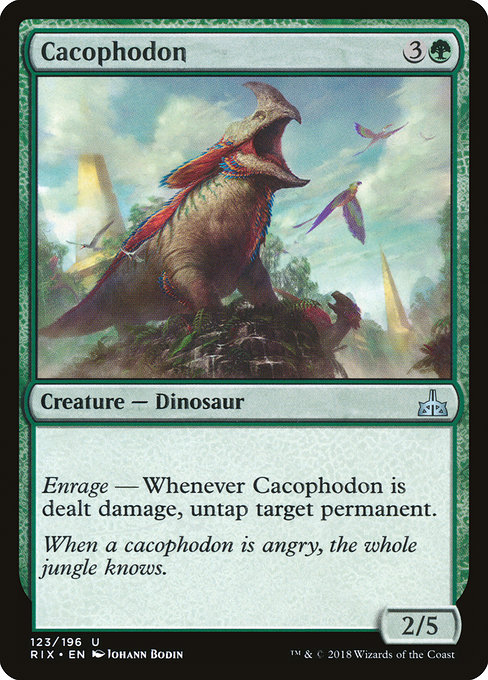 Cacophodon 3
Creature — Dinosaur
Enrage — Whenever Cacophodon is
dealt damage, untap target permanent.
When a cacophodon is angry, the whole
jungle knows.
2/5
123/196 U
RIX • EN Johann Bodin
™ & © 2018 Wizards of the Coast